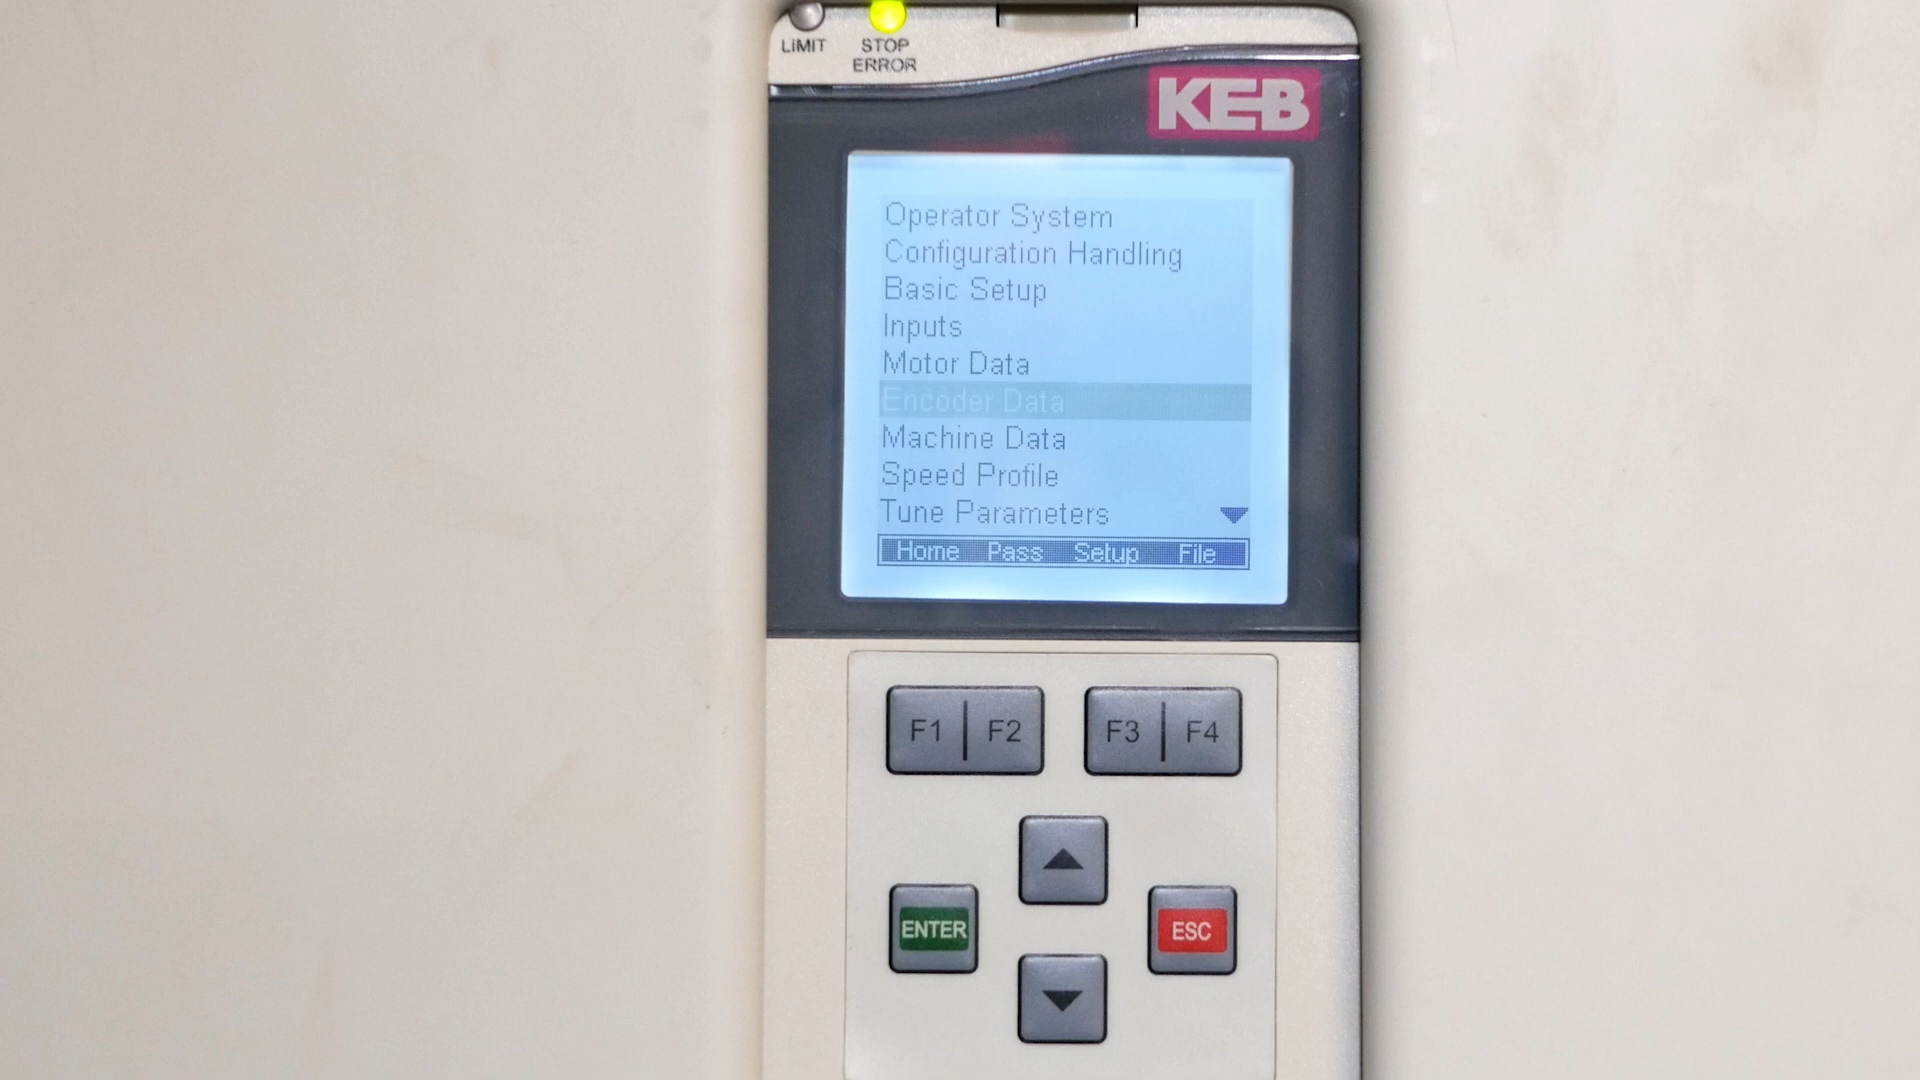 LIMIT
STOP
ERROR
KEB
Operator System
Configuration Handling
Basic Setup
Inputs
Motor Data
Encoder Data
Machine Data
Speed Profile
Tune Parameters
Home Pass Setup File
F1 F2 F3 F4
ENTER
ESC